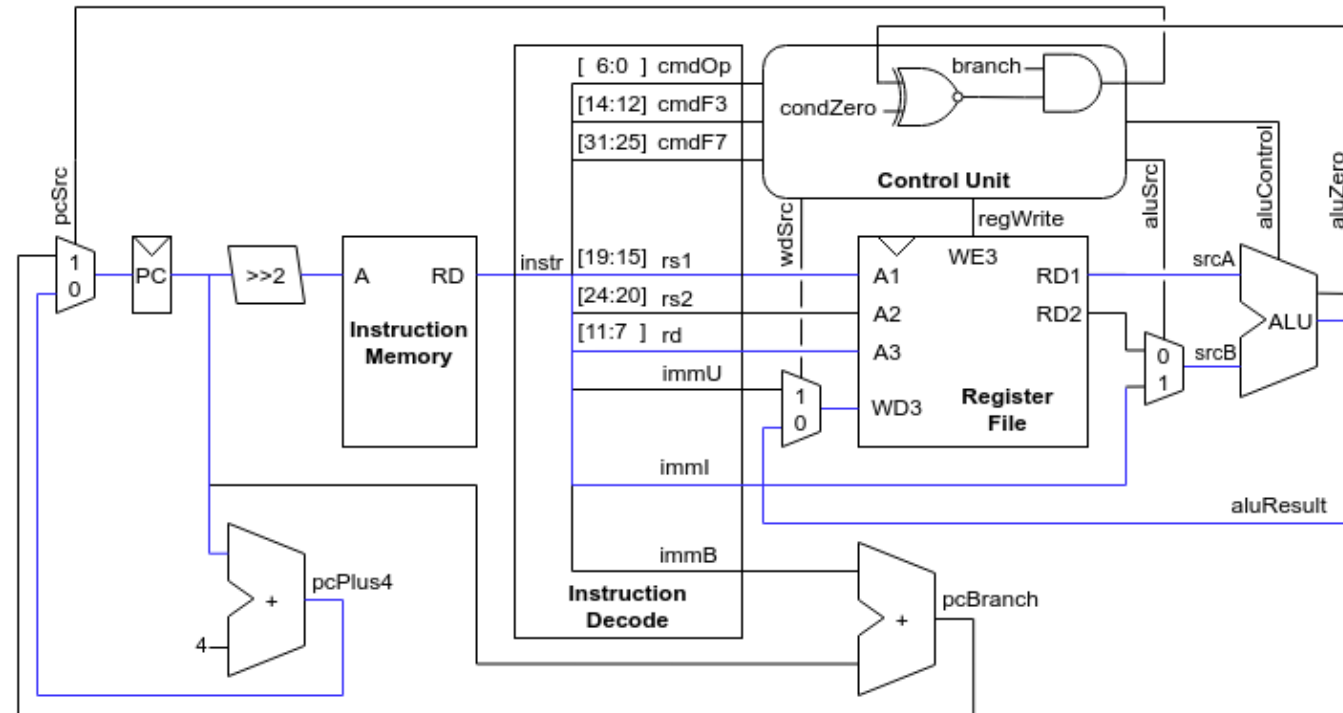 [ 6:0 ] cmdOp
[14:12] cmdF3
[31:25] cmdF7
branch
condZero
Control Unit
pcSrc
wdSrc
regWrite
aluSrc
aluControl
aluZero
1
0
PC
>>2
A RD
Instruction
Memory
instr
[19:15] rs1
[24:20] rs2
[11:7 ] rd
immU
1
0
A1
A2
A3
WD3
WE3
RD1
RD2
Register
File
srcA
srcB
0
1
ALU
immI
aluResult
immB
Instruction
Decode
pcPlus4
+
4
+
pcBranch